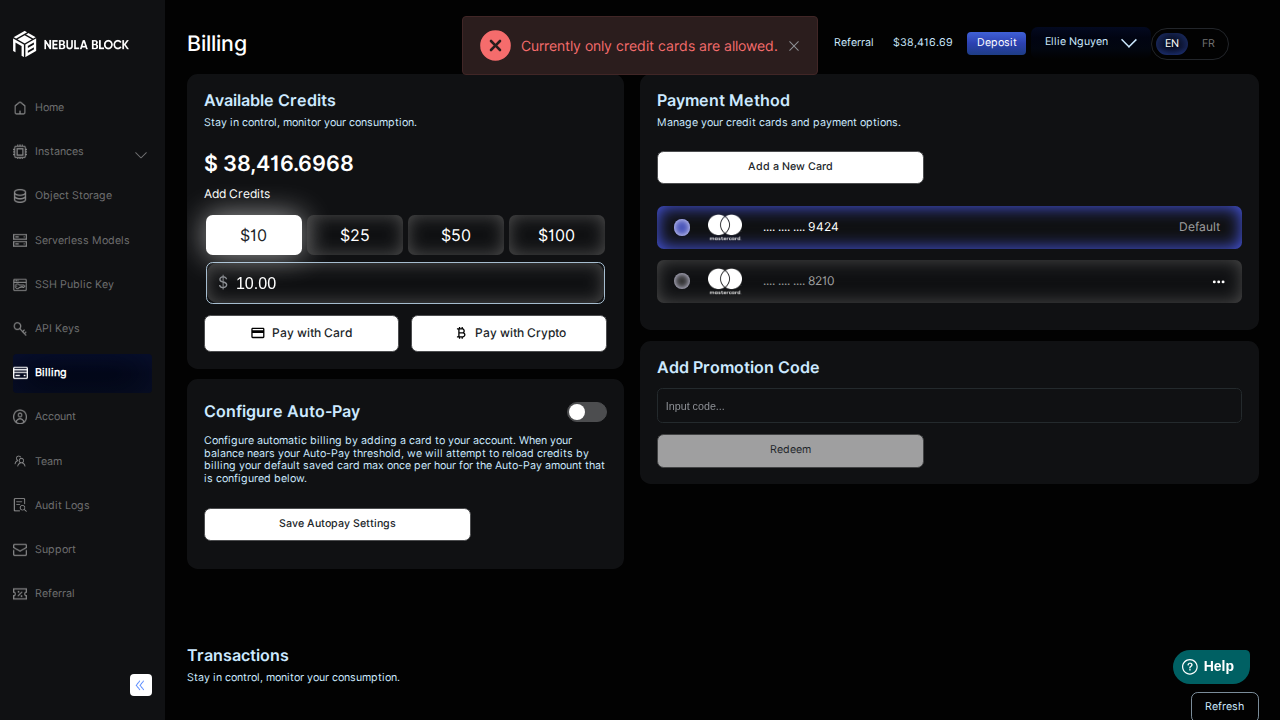 NEBULA BLOCK
Home
Instances
Object Storage
Serverless Models
SSH Public Key
API Keys
Billing
Account
Team
Audit Logs
Support
Referral
Billing
Currently only credit cards are allowed.
Referral
$38,416.69
Deposit
Ellie Nguyen
EN
FR
Available Credits
Stay in control, monitor your consumption.
$ 38,416.6968
Add Credits
$10
$25
$50
$100
$ 10.00
Pay with Card
Pay with Crypto
Configure Auto-Pay
Configure automatic billing by adding a card to your account. When your
balance nears your Auto-Pay threshold, we will attempt to reload credits by
billing your default saved card max once per hour for the Auto-Pay amount that
is configured below.
Save Autopay Settings
Payment Method
Manage your credit cards and payment options.
Add a New Card
mastercard
.... .... .... 9424
Default
mastercard
.... .... .... 8210
Add Promotion Code
Input code...
Redeem
Transactions
Stay in control, monitor your consumption.
Help
Refresh